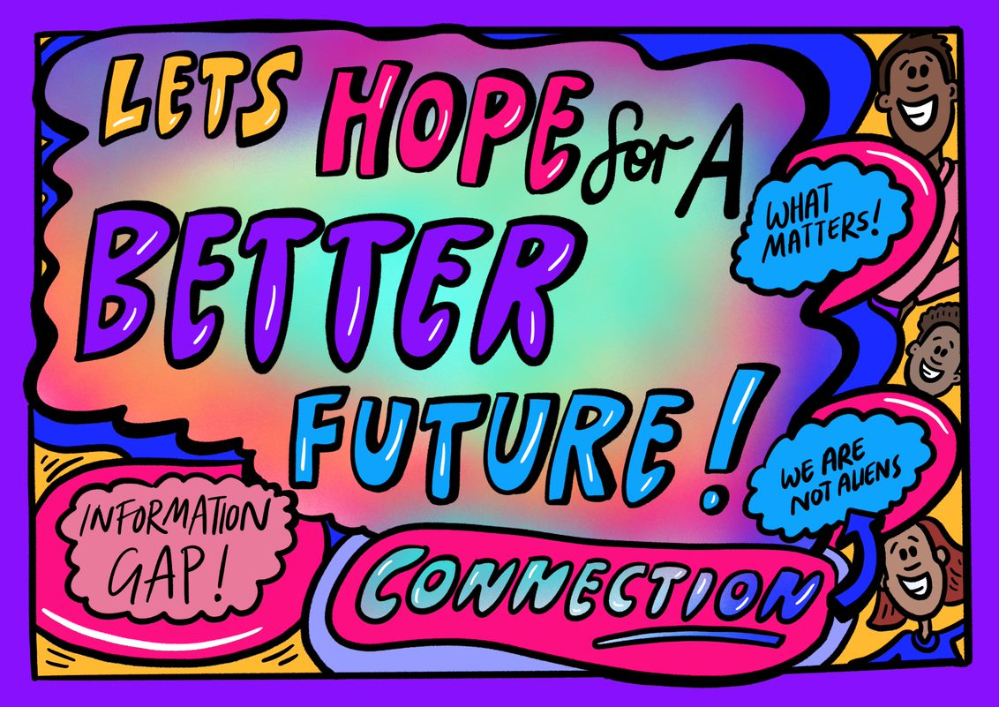 LETS HOPE for A
BETTER
FUTURE!
WHAT
MATTERS!
WE ARE
NOT ALIENS
INFORMATION
GAP!
CONNECTION